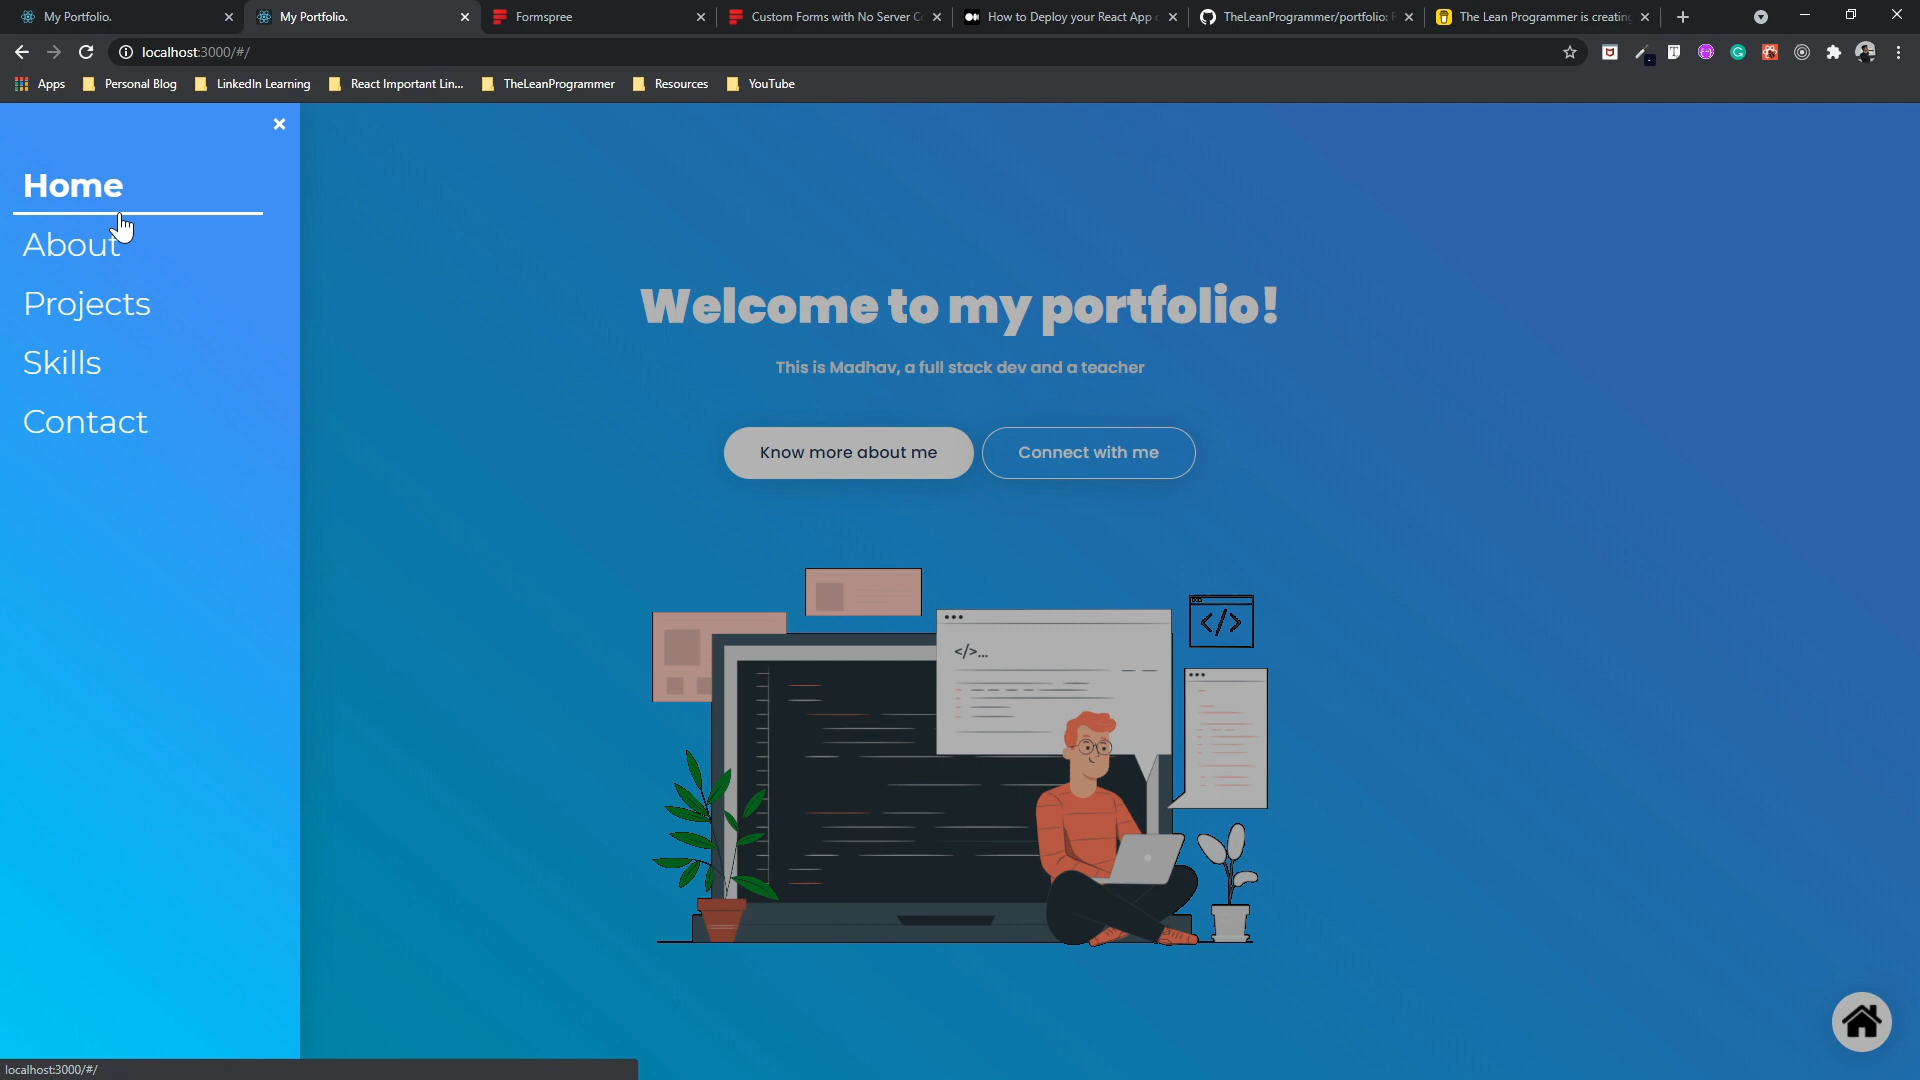 My Portfolio.
My Portfolio.
Formspree
Custom Forms with No Server C
How to Deploy your React App
TheLeanProgrammer/portfolio:
The Lean Programmer is creating
localhost:3000/#/
Apps
Personal Blog
LinkedIn Learning
React Important Lin...
TheLeanProgrammer
Resources
YouTube
Home
About
Projects
Skills
Contact
Welcome to my portfolio!
This is Madhav, a full stack dev and a teacher
Know more about me
Connect with me
</>...
</>
localhost:3000/#/